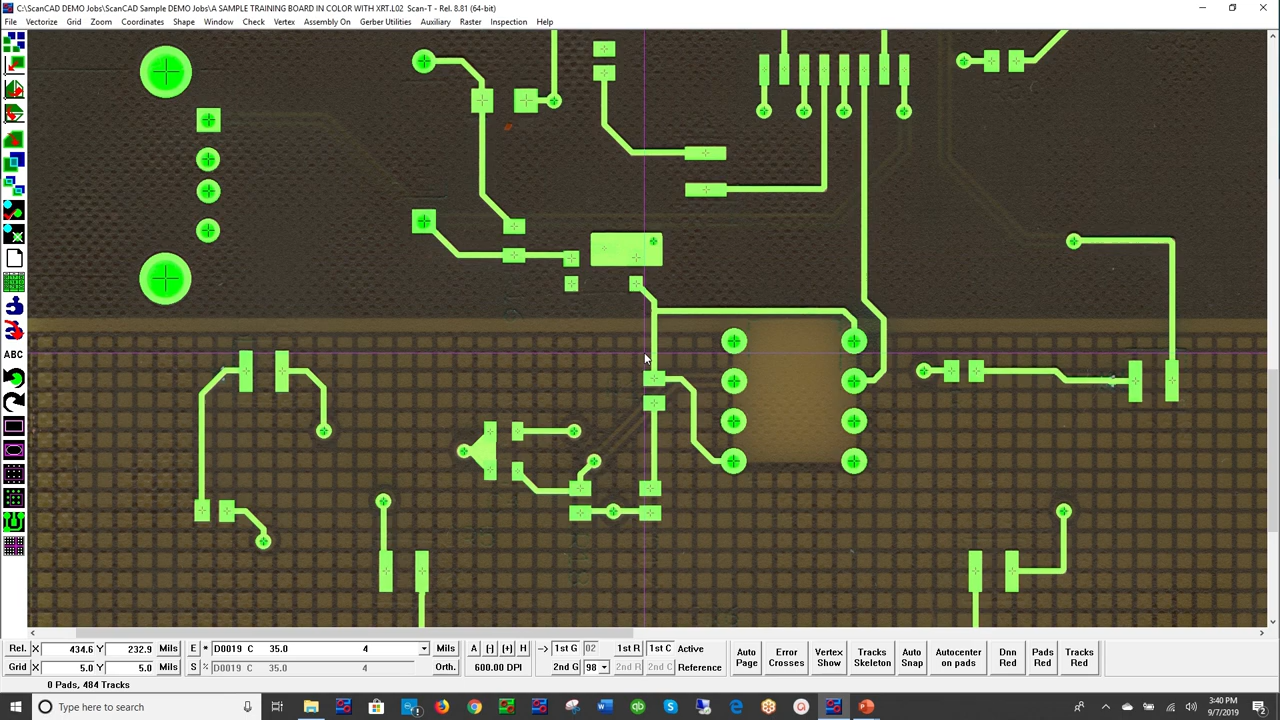 C:\ScanCAD DEMO Jobs\ScanCad Sample DEMO Jobs\A SAMPLE TRAINING BOARD IN COLOR WITH XRT.L02 Scan-T - Rel. 8.81 (64-bit)
File Vectorize Grid Zoom Coordinates Shape Window Check Vertex Assembly On Gerber Utilities Auxiliary Raster Inspection Help
ABC
Rel. X 434.6 Y 232.9 Mils E * D0019 C 35.0 4 Mils A [-] [+] H --> 1st G 02 1st R 1st C Active
Grid X 5.0 Y 5.0 Mils S % D0019 C 35.0 4 Orth. 600.00 DPI 2nd G 98 2nd R 2nd C Reference
Auto Page
Error Crosses
Vertex Show
Tracks Skeleton
Auto Snap
Autocenter on pads
Dnn Red
Pads Red
Tracks Red
0 Pads, 484 Tracks
Type here to search
3:40 PM
9/7/2019